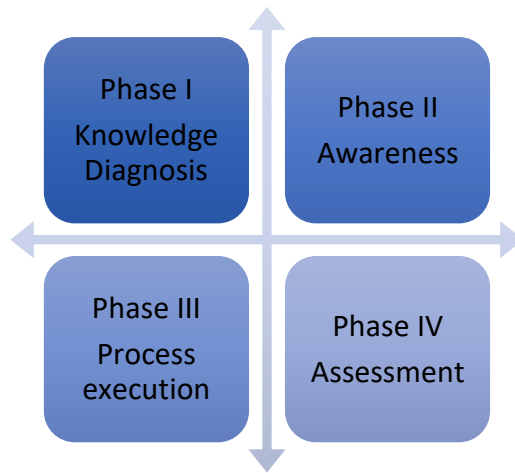 Phase I
Knowledge
Diagnosis
Phase II
Awareness
Phase III
Process
execution
Phase IV
Assessment